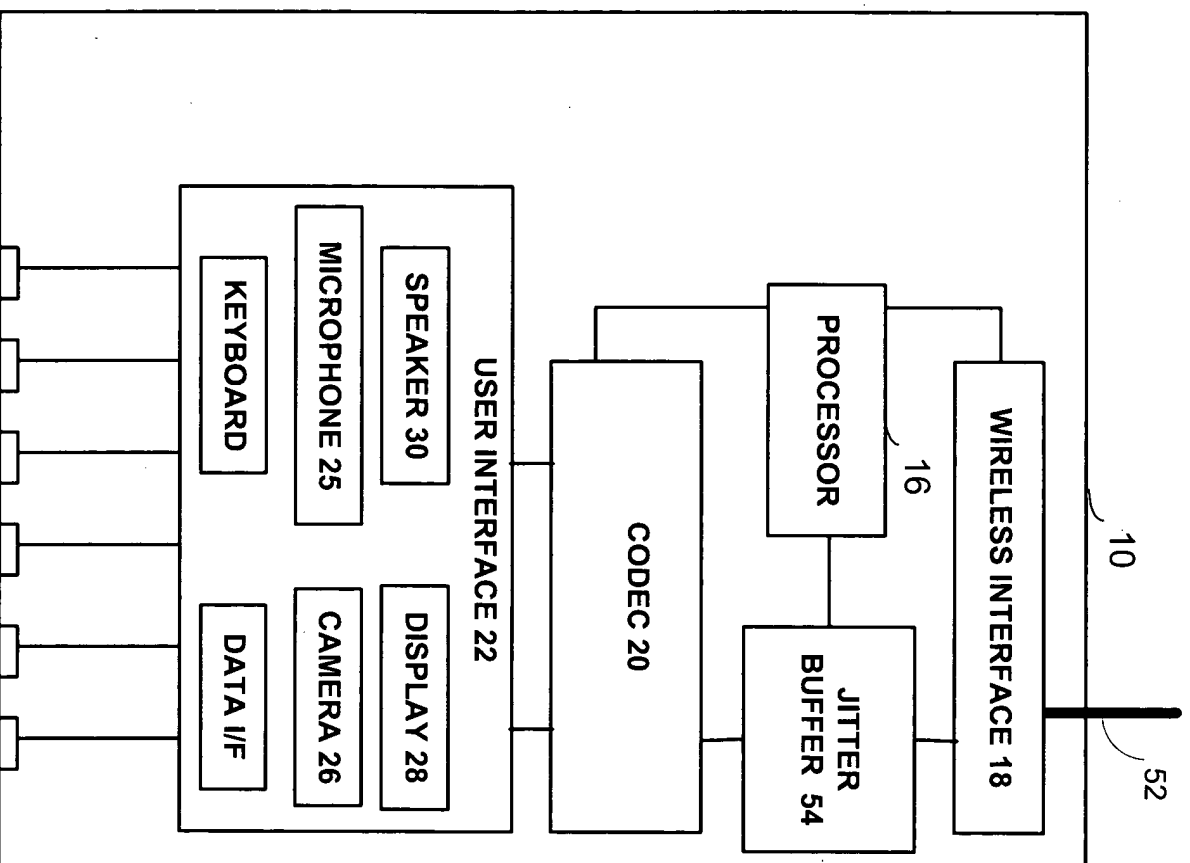 10
52
WIRELESS INTERFACE 18
16
PROCESSOR
JITTER
BUFFER 54
CODEC 20
USER INTERFACE 22
SPEAKER 30
DISPLAY 28
MICROPHONE 25
CAMERA 26
KEYBOARD
DATA I/F